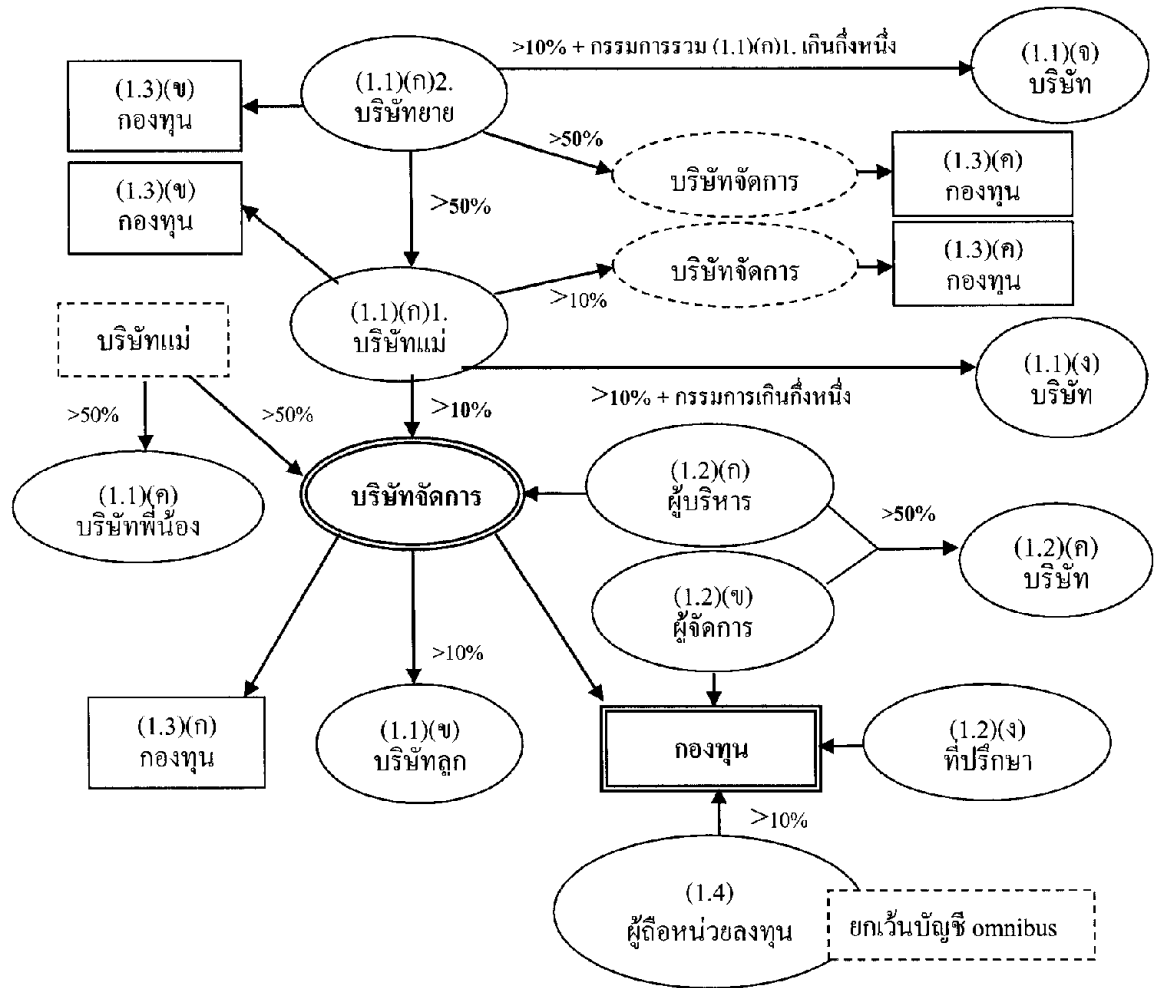 >10% + กรรมการรวม (1.1)(ก)1. เกินกึ่งหนึ่ง
(1.1)(จ)
บริษัท
(1.1)(ก)2.
บริษัทยาย
(1.3)(ข)
กองทุน
>50%
บริษัทจัดการ
(1.3)(ค)
กองทุน
(1.3)(ข)
กองทุน
>50%
บริษัทจัดการ
(1.3)(ค)
กองทุน
>10%
(1.1)(ก)1.
บริษัทแม่
บริษัทแม่
(1.1)(ง)
บริษัท
>50%
>50%
>10%
>10% + กรรมการเกินกึ่งหนึ่ง
(1.1)(ค)
บริษัทพี่น้อง
บริษัทจัดการ
(1.2)(ก)
ผู้บริหาร
>50%
(1.2)(ค)
บริษัท
(1.2)(ข)
ผู้จัดการ
>10%
(1.3)(ก)
กองทุน
(1.1)(ข)
บริษัทลูก
กองทุน
(1.2)(ง)
ที่ปรึกษา
>10%
(1.4)
ผู้ถือหน่วยลงทุน
ยกเว้นบัญชี omnibus